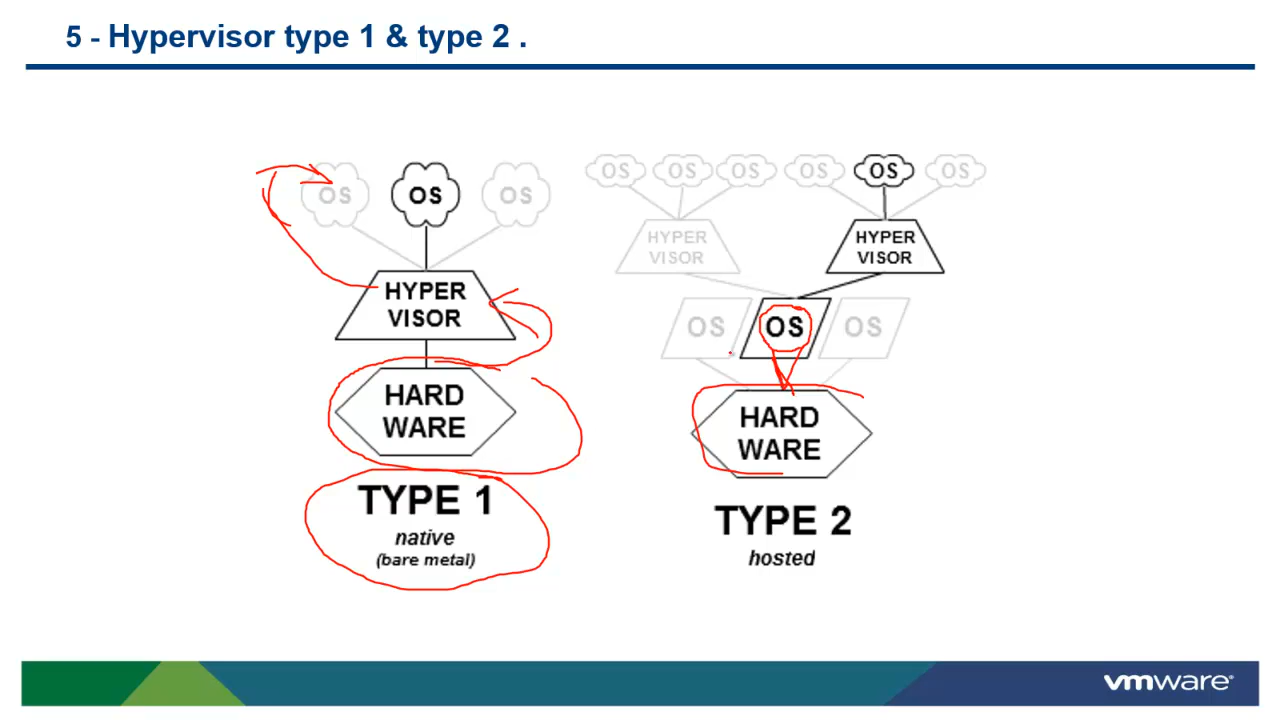 5 - Hypervisor type 1 & type 2 .
OS
OS
OS
HYPER
VISOR
HARD
WARE
TYPE 1
native
(bare metal)
OS
OS
OS
OS
OS
OS
HYPER
VISOR
HYPER
VISOR
OS
OS
OS
HARD
WARE
TYPE 2
hosted
vmware®